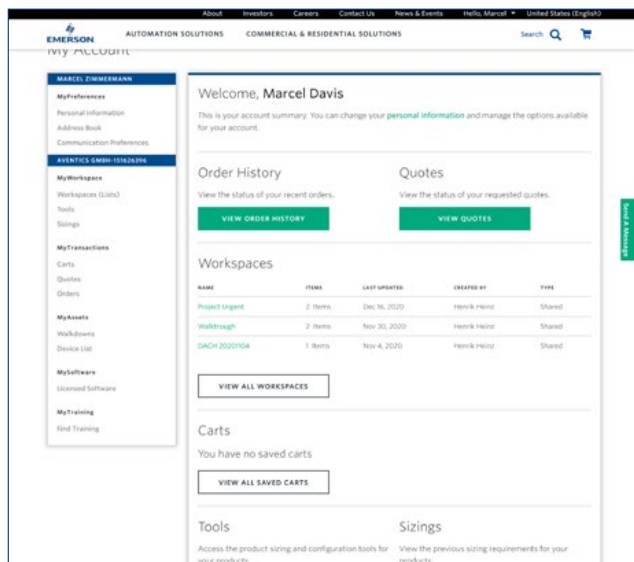 About Investors Careers Contact Us News & Events Hello, Marcel United States (English)
EMERSON
AUTOMATION SOLUTIONS COMMERCIAL & RESIDENTIAL SOLUTIONS
Search
My Account
MARCEL ZIMMERMANN
MyPreferences
Personal Information
Address Book
Communication Preferences
AVENTICS GMBH-151626396
MyWorkspace
Workspaces (Lists)
Tools
Sizings
MyTransactions
Carts
Quotes
Orders
MyAssets
Walkdowns
Device List
MySoftware
Licensed Software
MyTraining
Find Training
Welcome, Marcel Davis
This is your account summary. You can change your personal information and manage the options available
for your account.
Order History
View the status of your recent orders.
VIEW ORDER HISTORY
Quotes
View the status of your requested quotes.
VIEW QUOTES
Workspaces
NAME ITEMS LAST UPDATED CREATED BY TYPE
Project Urgent 2 Items Dec 16, 2020 Henrik Heinz Shared
Walktrough 2 Items Nov 30, 2020 Henrik Heinz Shared
DACH 20201104 1 Items Nov 4, 2020 Henrik Heinz Shared
VIEW ALL WORKSPACES
Carts
You have no saved carts
VIEW ALL SAVED CARTS
Tools
Access the product sizing and configuration tools for
your products.
Sizings
View the previous sizing requirements for your
products.
Send A Message